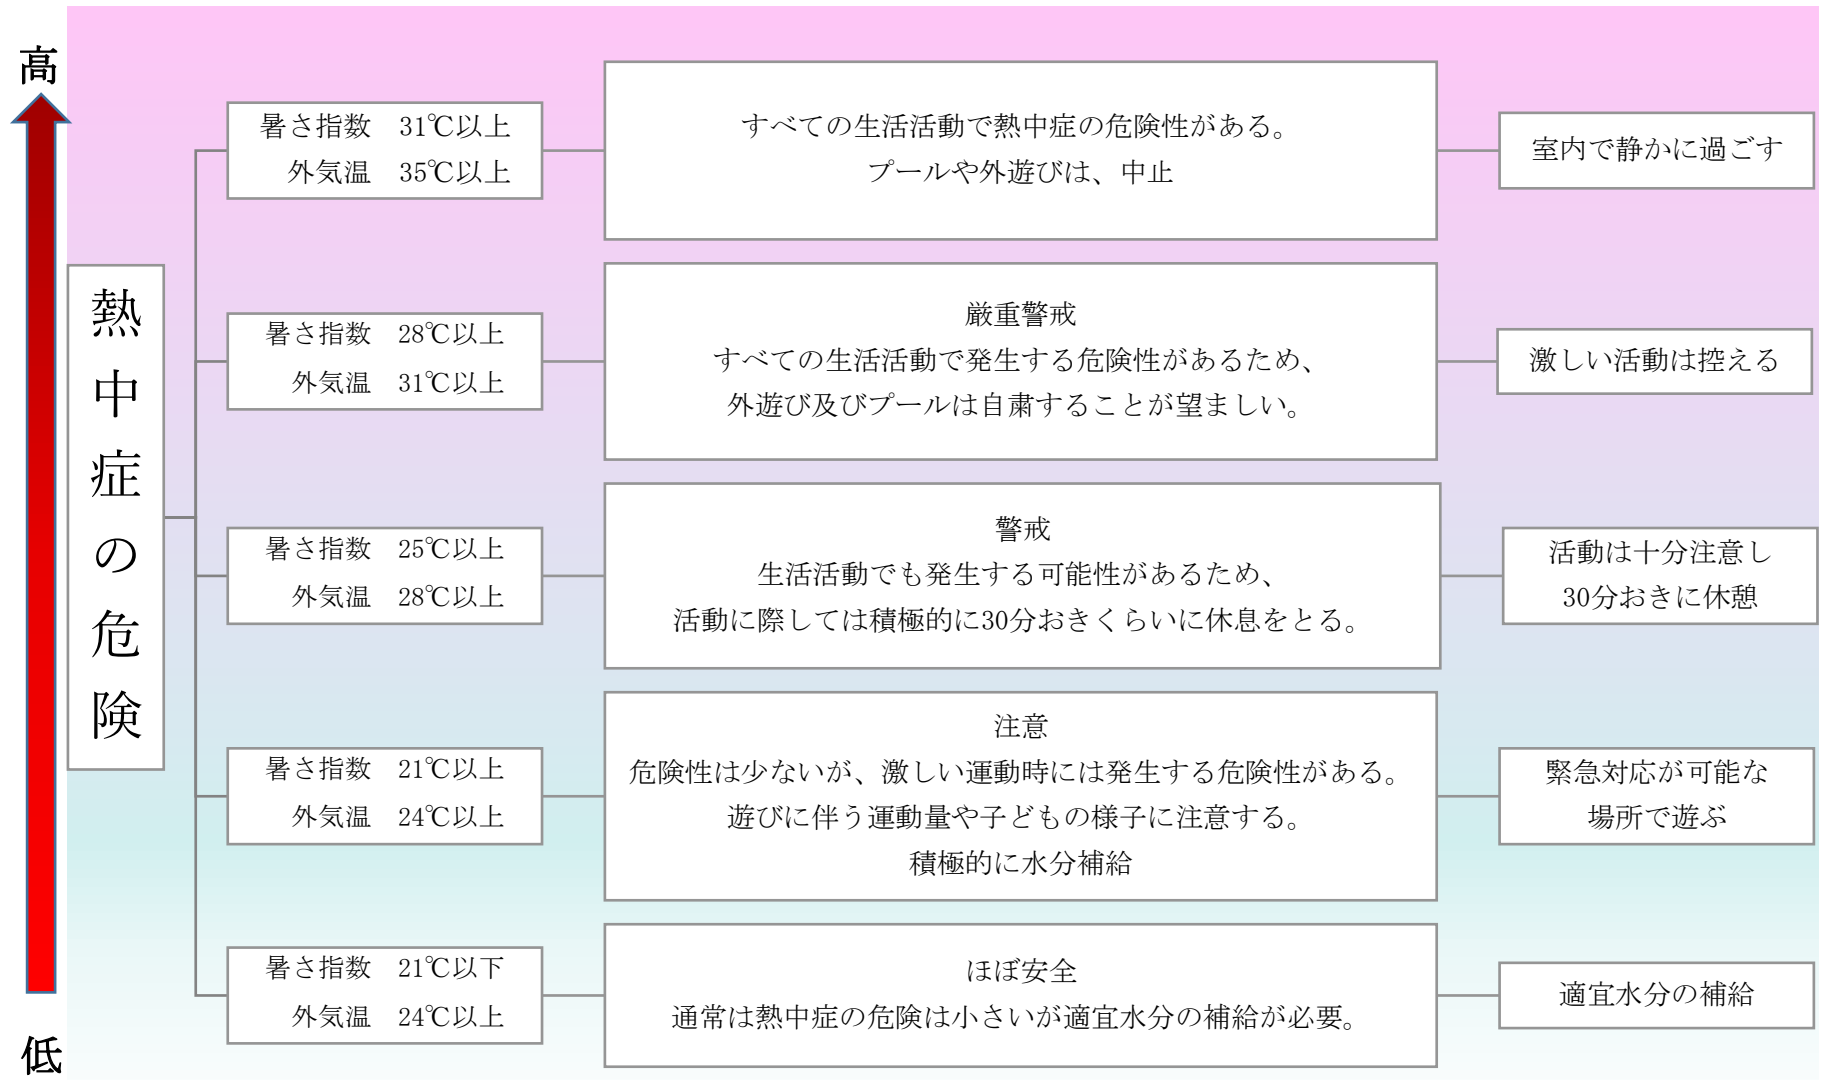 高
暑さ指数　31℃以上
外気温　35℃以上
すべての生活活動で熱中症の危険性がある。
プールや外遊びは、中止
室内で静かに過ごす
熱中症の危険
暑さ指数　28℃以上
外気温　31℃以上
厳重警戒
すべての生活活動で発生する危険性があるため、
外遊び及びプールは自粛することが望ましい。
激しい活動は控える
暑さ指数　25℃以上
外気温　28℃以上
警戒
生活活動でも発生する可能性があるため、
活動に際しては積極的に30分おきくらいに休息をとる。
活動は十分注意し
30分おきに休憩
暑さ指数　21℃以上
外気温　24℃以上
注意
危険性は少ないが、激しい運動時には発生する危険性がある。
遊びに伴う運動量や子どもの様子に注意する。
積極的に水分補給
緊急対応が可能な
場所で遊ぶ
暑さ指数　21℃以下
外気温　24℃以上
ほぼ安全
通常は熱中症の危険は小さいが適宜水分の補給が必要。
適宜水分の補給
低